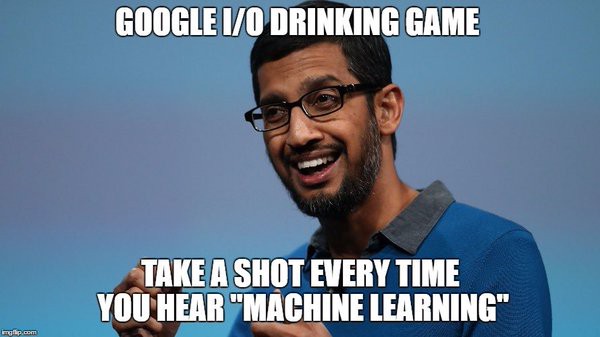 GOOGLE I/O DRINKING GAME
TAKE A SHOT EVERY TIME
YOU HEAR "MACHINE LEARNING"
imgflip.com